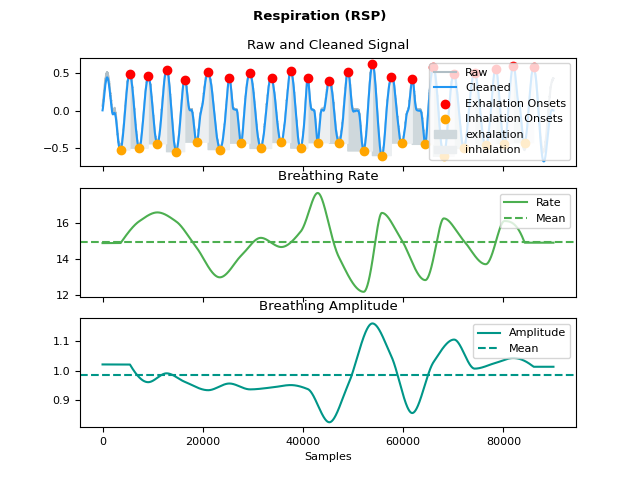 Respiration (RSP)
Raw and Cleaned Signal
0.5
0.0
−0.5
Raw
Cleaned
Exhalation Onsets
Inhalation Onsets
exhalation
inhalation
Breathing Rate
16
14
12
Rate
Mean
Breathing Amplitude
1.1
1.0
0.9
Amplitude
Mean
0 20000 40000 60000 80000
Samples